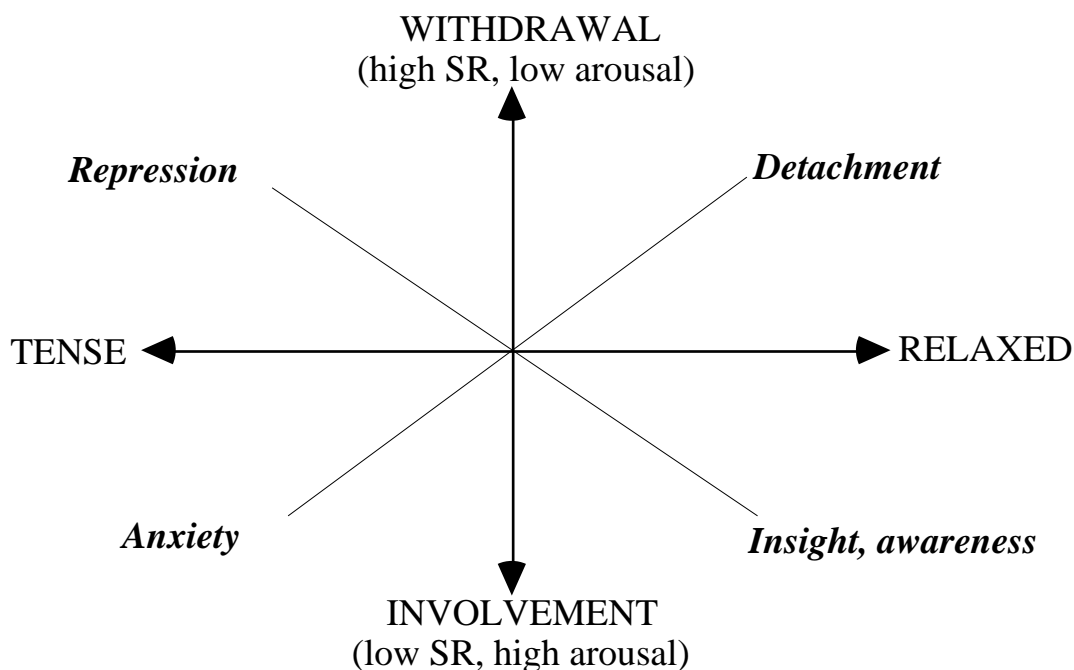 WITHDRAWAL
(high SR, low arousal)
Repression
Detachment
TENSE
RELAXED
Anxiety
Insight, awareness
INVOLVEMENT
(low SR, high arousal)